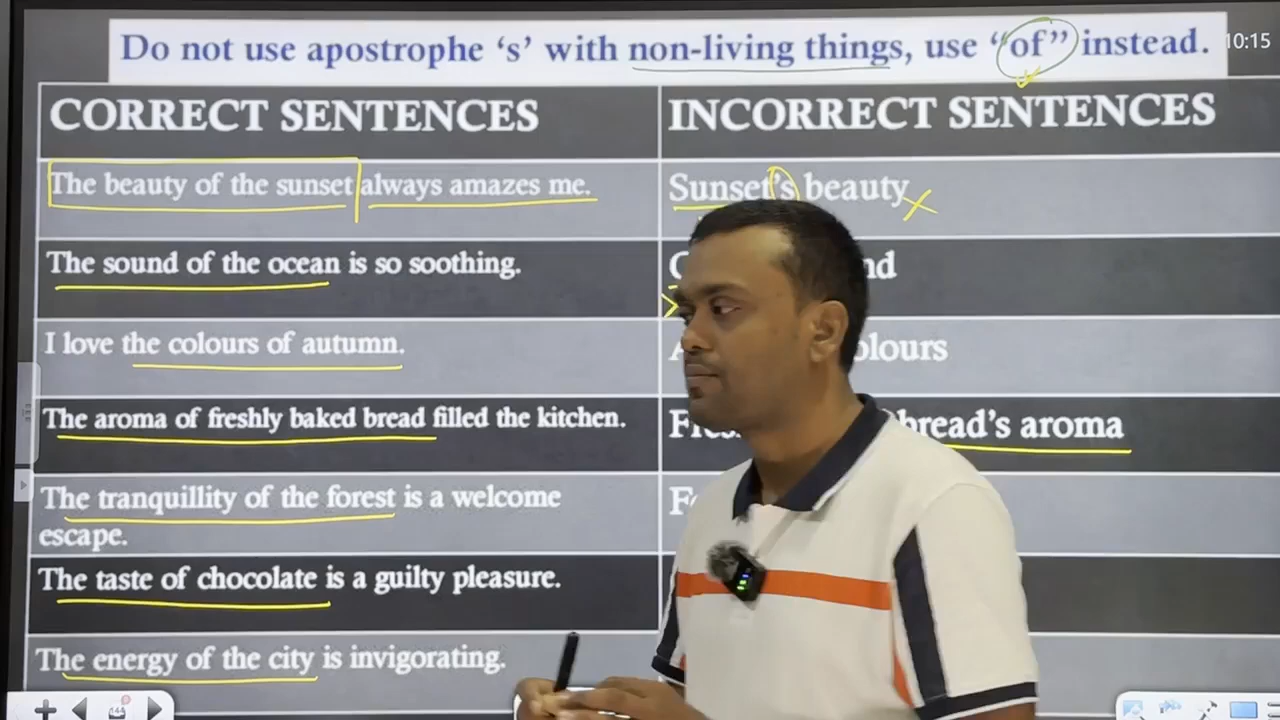 Do not use apostrophe ‘s’ with non-living things, use “of” instead.
10:15
CORRECT SENTENCES
INCORRECT SENTENCES
The beauty of the sunset always amazes me.
Sunset's beauty
The sound of the ocean is so soothing.
I love the colours of autumn.
The aroma of freshly baked bread filled the kitchen.
bread's aroma
The tranquillity of the forest is a welcome
escape.
The taste of chocolate is a guilty pleasure.
The energy of the city is invigorating.